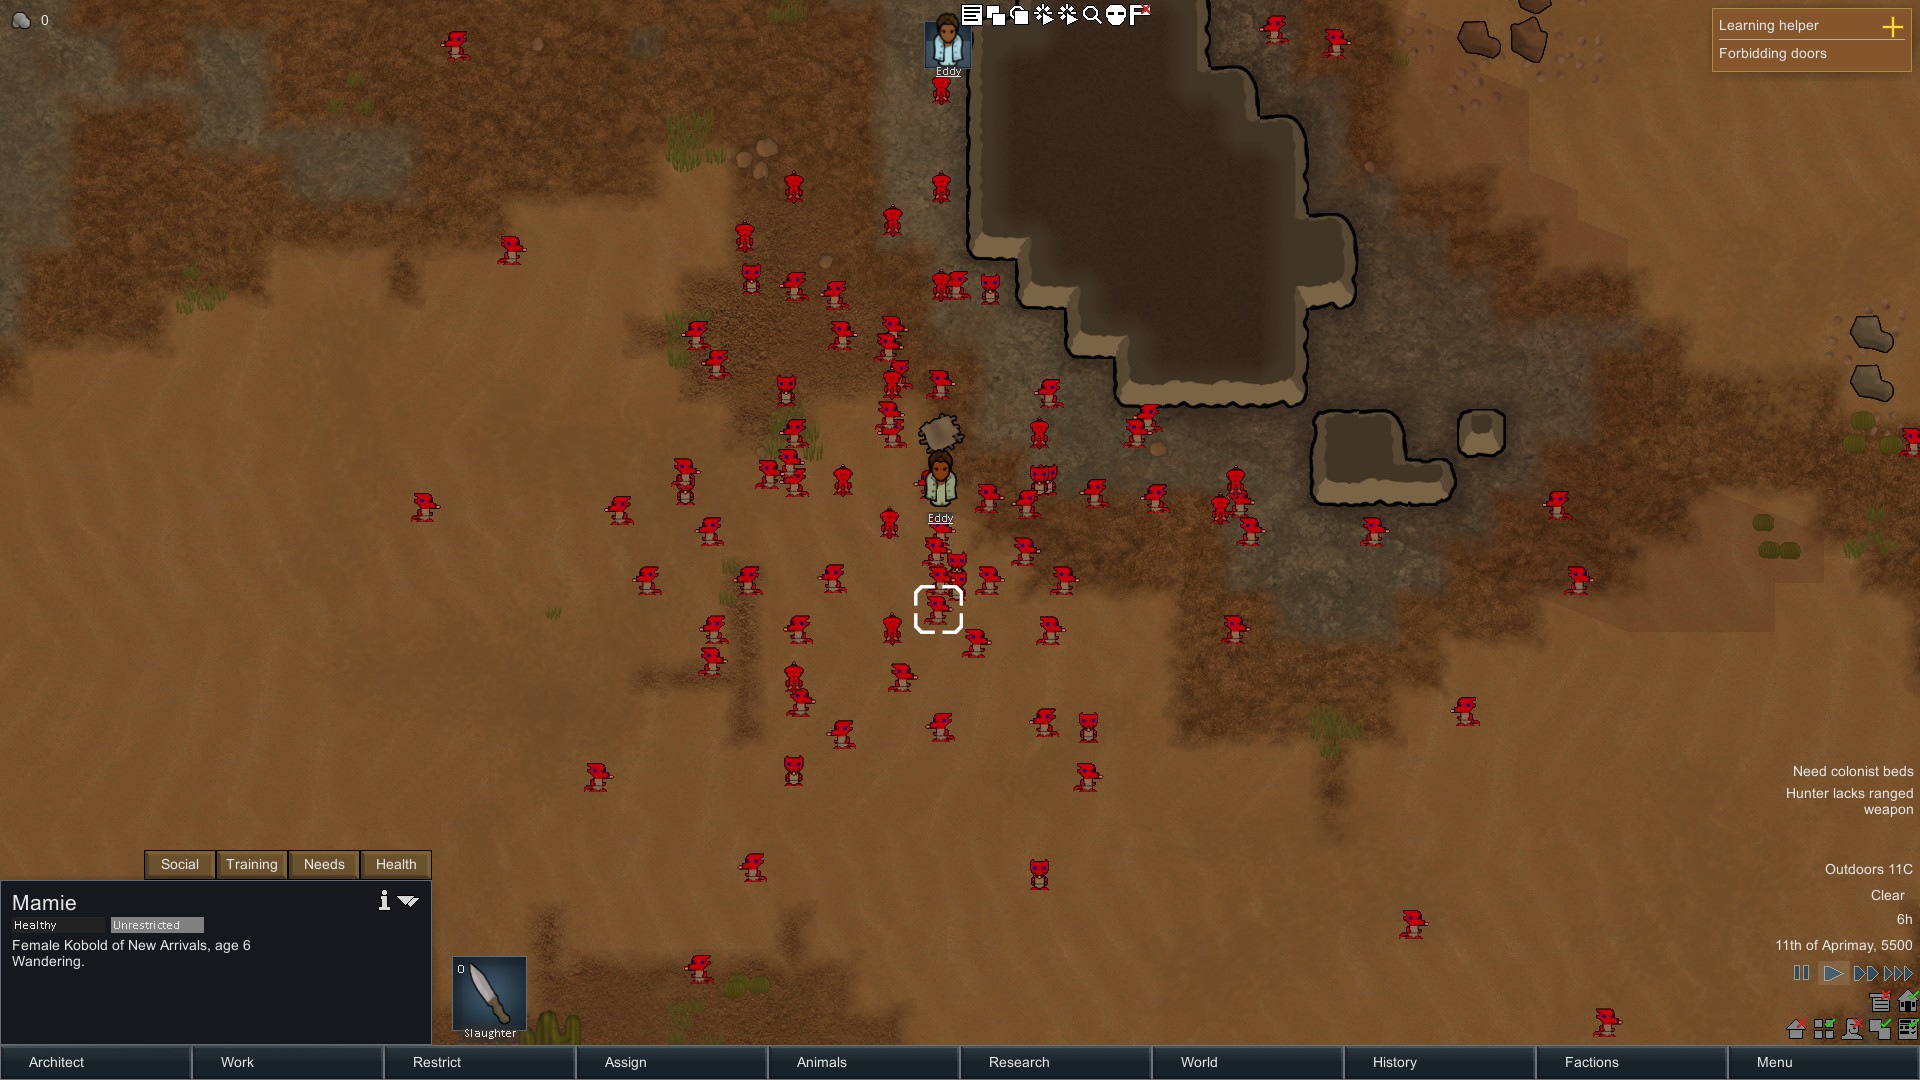 0
Eddy
Learning helper
Forbidding doors
Eddy
Need colonist beds
Hunter lacks ranged
weapon
Outdoors 11C
Clear
6h
11th of Aprimay, 5500
Social
Training
Needs
Health
Mamie
Healthy
Unrestricted
Female Kobold of New Arrivals, age 6
Wandering.
0
Slaughter
Architect
Work
Restrict
Assign
Animals
Research
World
History
Factions
Menu